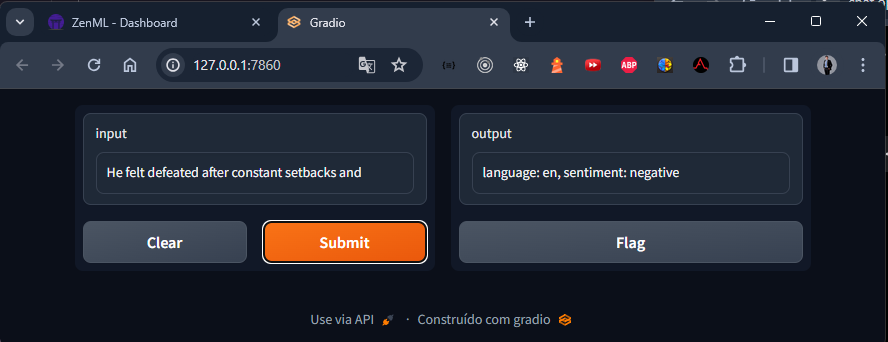 ZenML - Dashboard
Gradio
127.0.0.1:7860
ABP
input
He felt defeated after constant setbacks and
output
language: en, sentiment: negative
Clear
Submit
Flag
Use via API · Construído com gradio